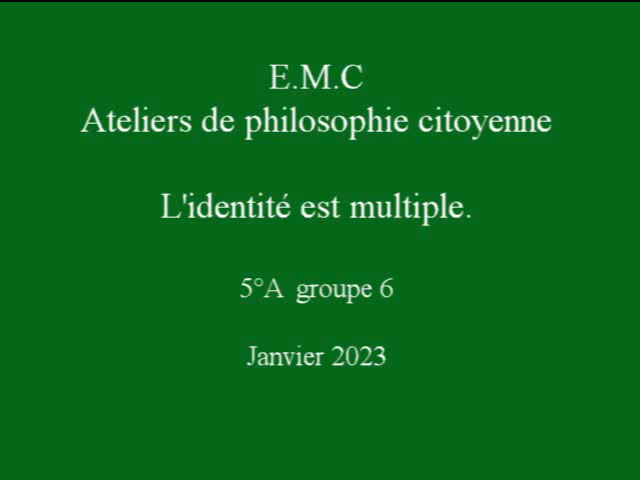 E.M.C
Ateliers de philosophie citoyenne
L'identité est multiple.
5°A groupe 6
Janvier 2023